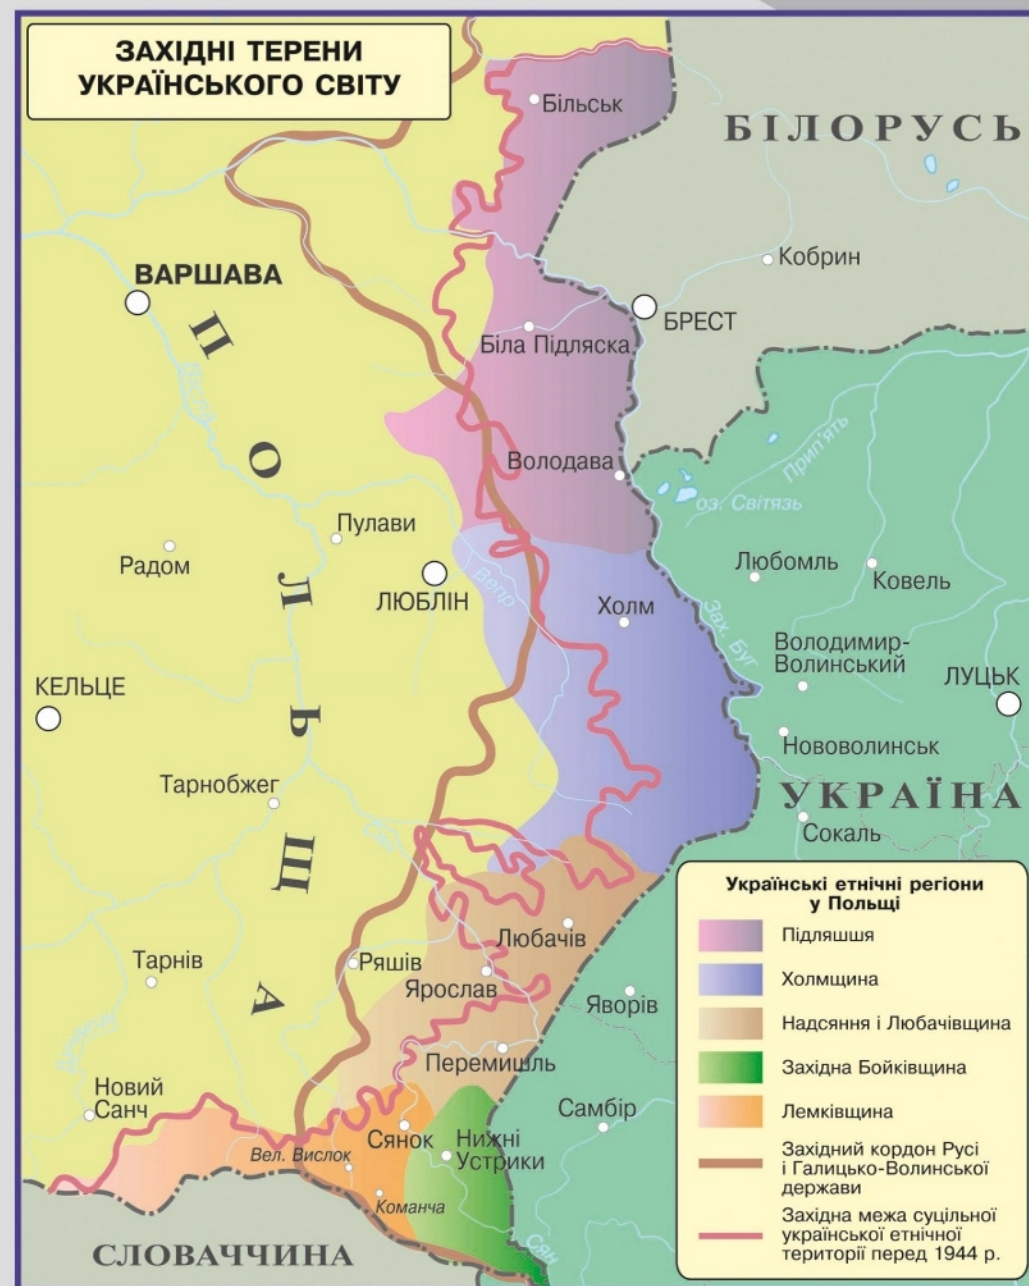 ЗАХІДНІ ТЕРЕНИ
УКРАЇНСЬКОГО СВІТУ
Більськ
БІЛОРУСЬ
Кобрин
ВАРШАВА
БРЕСТ
Біла Підляска
ПОЛЬЩА
Вісла
Володава
Прип'ять
оз. Світязь
Пулави
Радом
ЛЮБЛІН
Вепр
Любомль
Ковель
Холм
Зах. Буг
Володимир-
Волинський
ЛУЦЬК
КЕЛЬЦЕ
Нововолинськ
Тарнобжег
УКРАЇНА
Сокаль
Сян
Любачів
Тарнів
Ряшів
Ярослав
Яворів
Перемишль
Новий
Санч
Самбір
Сянок
Нижні
Устрики
Вел. Вислок
Команча
Сян
СЛОВАЧЧИНА
Українські етнічні регіони
у Польщі
Підляшшя
Холмщина
Надсяння і Любачівщина
Західна Бойківщина
Лемківщина
Західний кордон Русі
і Галицько-Волинської
держави
Західна межа суцільної
української етнічної
території перед 1944 р.